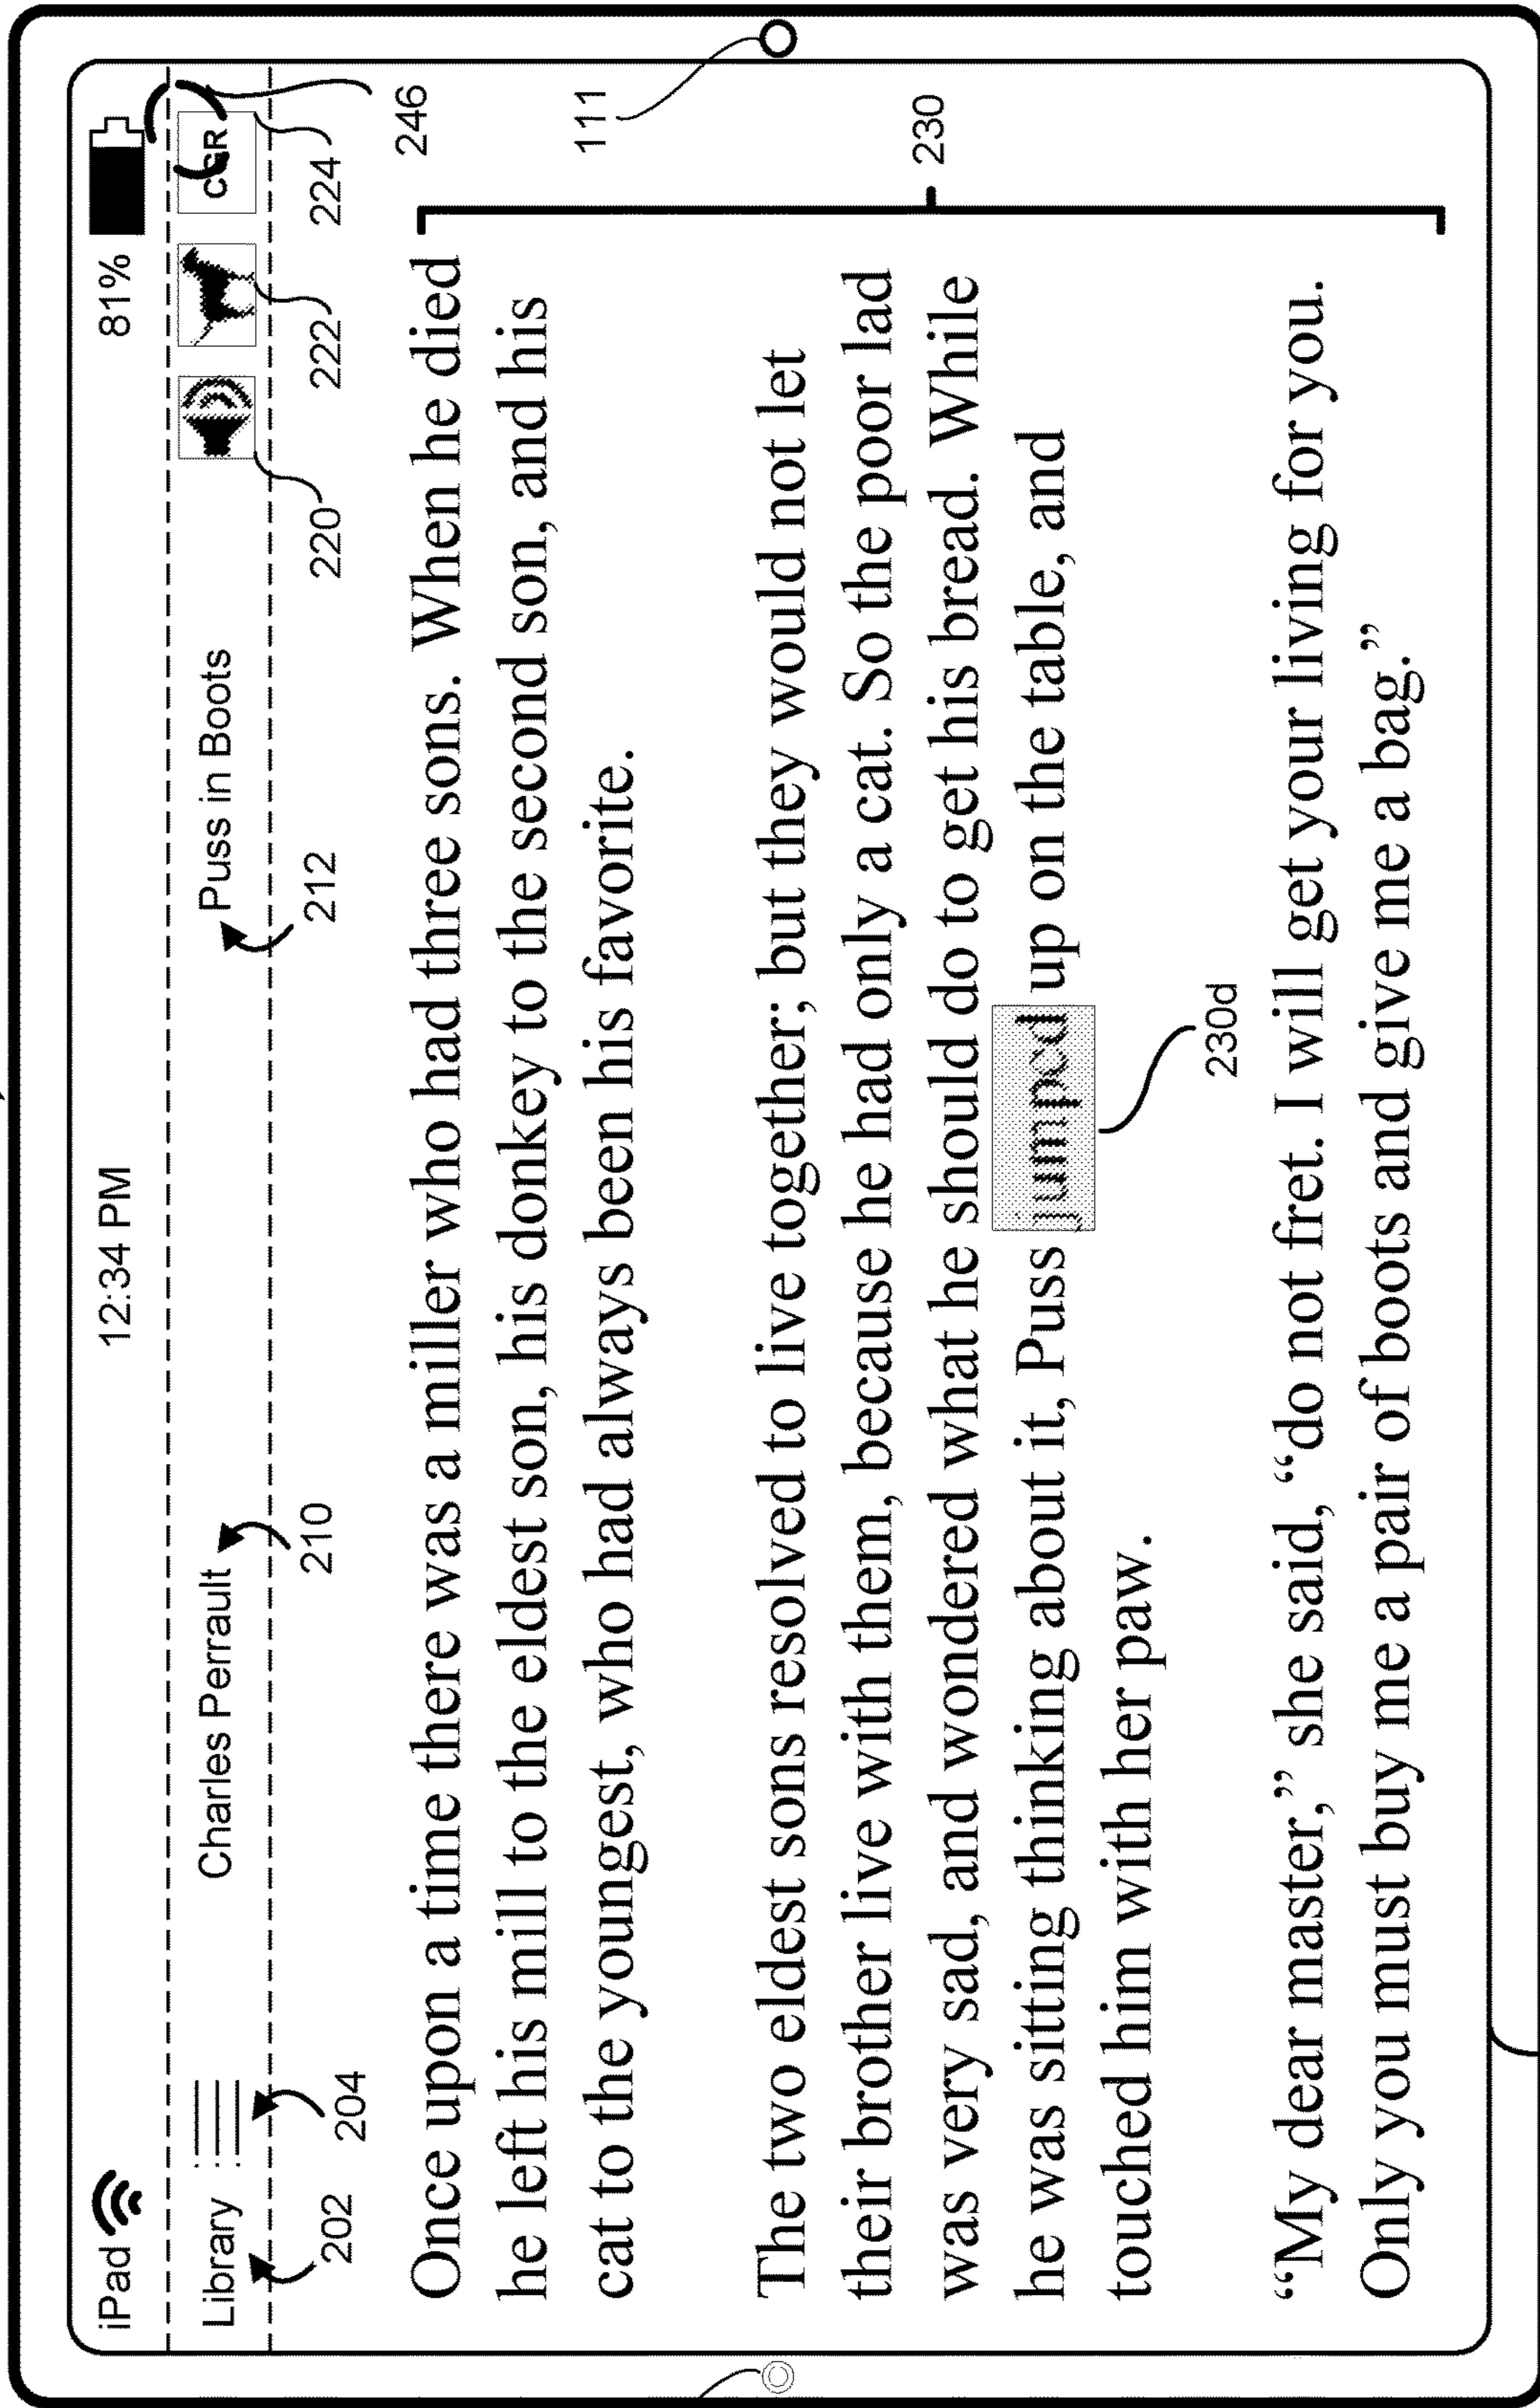 iPad 12:34 PM 81%
Library Charles Perrault Puss in Boots
202 204 210 212 220 222 224 246
Once upon a time there was a miller who had three sons. When he died
he left his mill to the eldest son, his donkey to the second son, and his
cat to the youngest, who had always been his favorite.
111
The two eldest sons resolved to live together; but they would not let
their brother live with them, because he had only a cat. So the poor lad
was very sad, and wondered what he should do to get his bread. While
230
he was sitting thinking about it, Puss jumped up on the table, and
touched him with her paw.
230d
“My dear master,” she said, “do not fret. I will get your living for you.
Only you must buy me a pair of boots and give me a bag.”